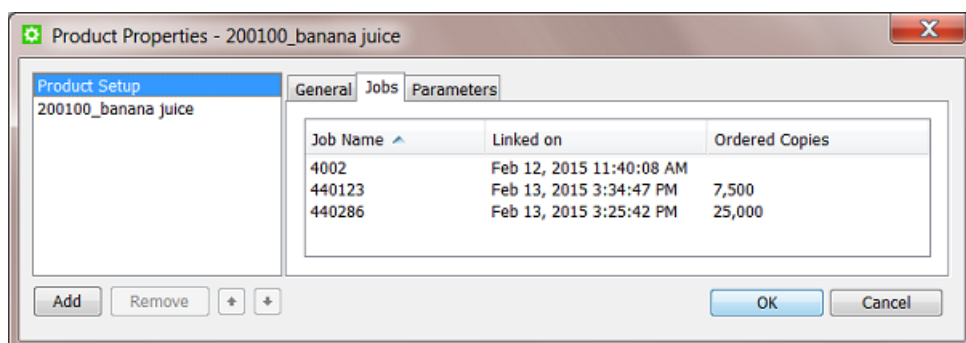 Product Properties - 200100_banana juice
X
Product Setup
200100_banana juice
General Jobs Parameters
Job Name Linked on Ordered Copies
4002 Feb 12, 2015 11:40:08 AM
440123 Feb 13, 2015 3:34:47 PM 7,500
440286 Feb 13, 2015 3:25:42 PM 25,000
Add Remove OK Cancel